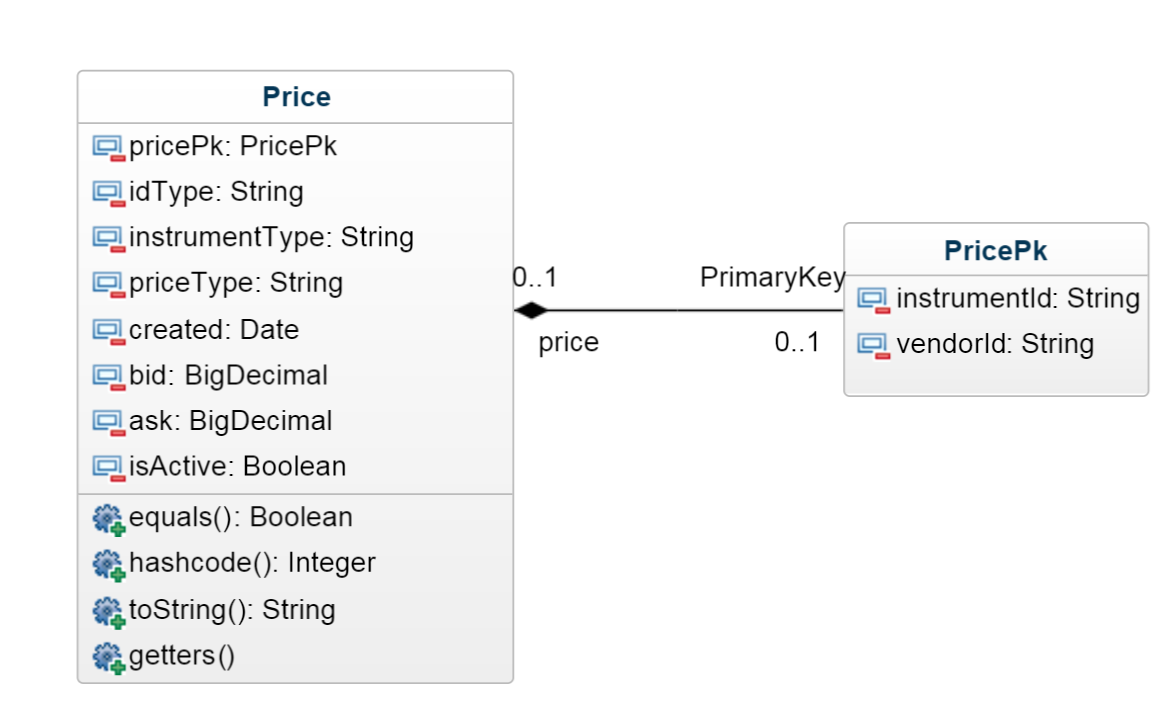 Price
pricePk: PricePk
idType: String
instrumentType: String
priceType: String
created: Date
bid: BigDecimal
ask: BigDecimal
isActive: Boolean
equals(): Boolean
hashcode(): Integer
toString(): String
getters()
0..1
PrimaryKey
price
0..1
PricePk
instrumentId: String
vendorId: String